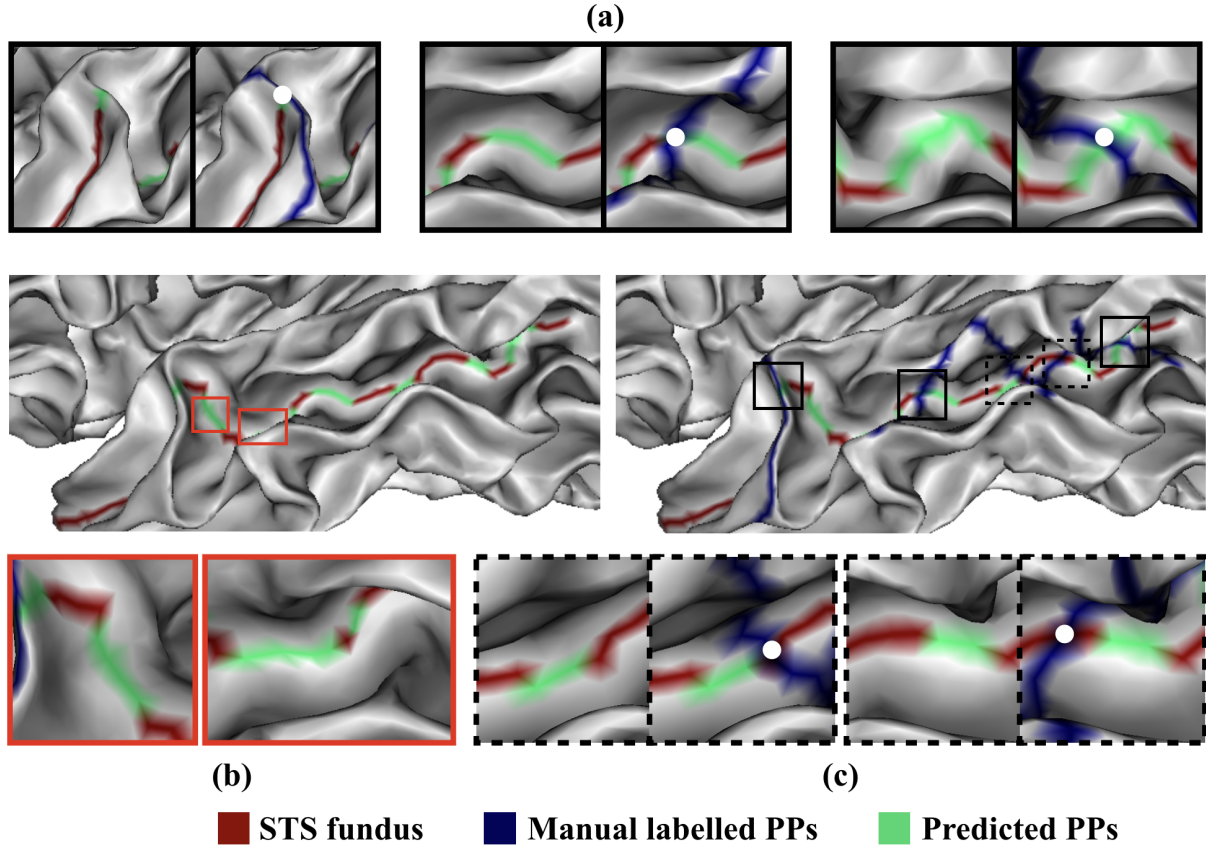 (a)
(b)
(c)
STS fundus
Manual labelled PPs
Predicted PPs